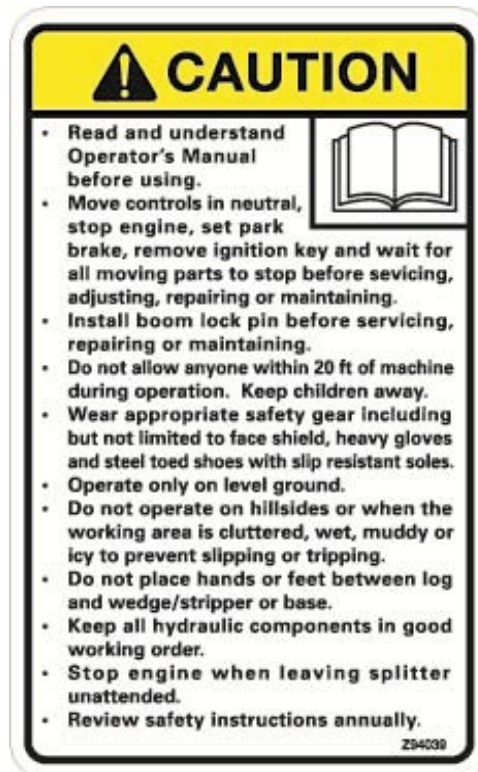 CAUTION
• Read and understand
Operator's Manual
before using.
• Move controls in neutral,
stop engine, set park
brake, remove ignition key and wait for
all moving parts to stop before sevicing,
adjusting, repairing or maintaining.
• Install boom lock pin before servicing,
repairing or maintaining.
• Do not allow anyone within 20 ft of machine
during operation. Keep children away.
• Wear appropriate safety gear including
but not limited to face shield, heavy gloves
and steel toed shoes with slip resistant soles.
• Operate only on level ground.
• Do not operate on hillsides or when the
working area is cluttered, wet, muddy or
icy to prevent slipping or tripping.
• Do not place hands or feet between log
and wedge/stripper or base.
• Keep all hydraulic components in good
working order.
• Stop engine when leaving splitter
unattended.
• Review safety instructions annually.
Z94039